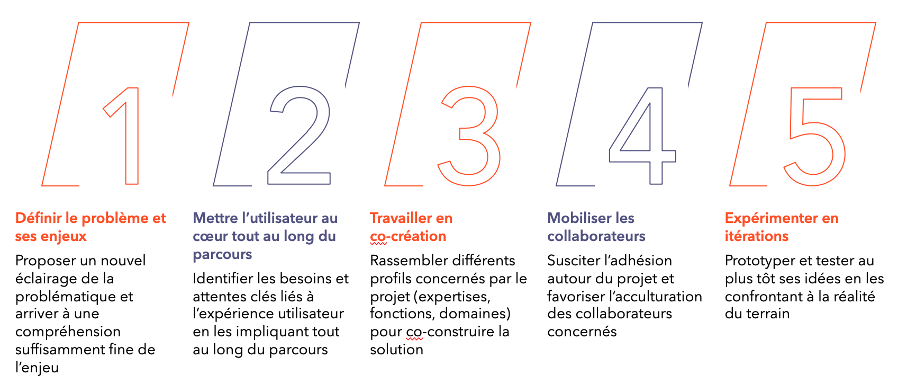 1
2
3
4
5
Définir le problème et
ses enjeux
Proposer un nouvel
éclairage de la
problématique et
arriver à une
compréhension
suffisamment fine de
l’enjeu
Mettre l’utilisateur au
cœur tout au long du
parcours
Identifier les besoins et
attentes clés liés à
l’expérience utilisateur
en les impliquant tout
au long du parcours
Travailler en
co-création
Rassembler différents
profils concernés par le
projet (expertises,
fonctions, domaines)
pour co-construire la
solution
Mobiliser les
collaborateurs
Susciter l’adhésion
autour du projet et
favoriser l’acculturation
des collaborateurs
concernés
Expérimenter en
itérations
Prototyper et tester au
plus tôt ses idées en les
confrontant à la réalité
du terrain